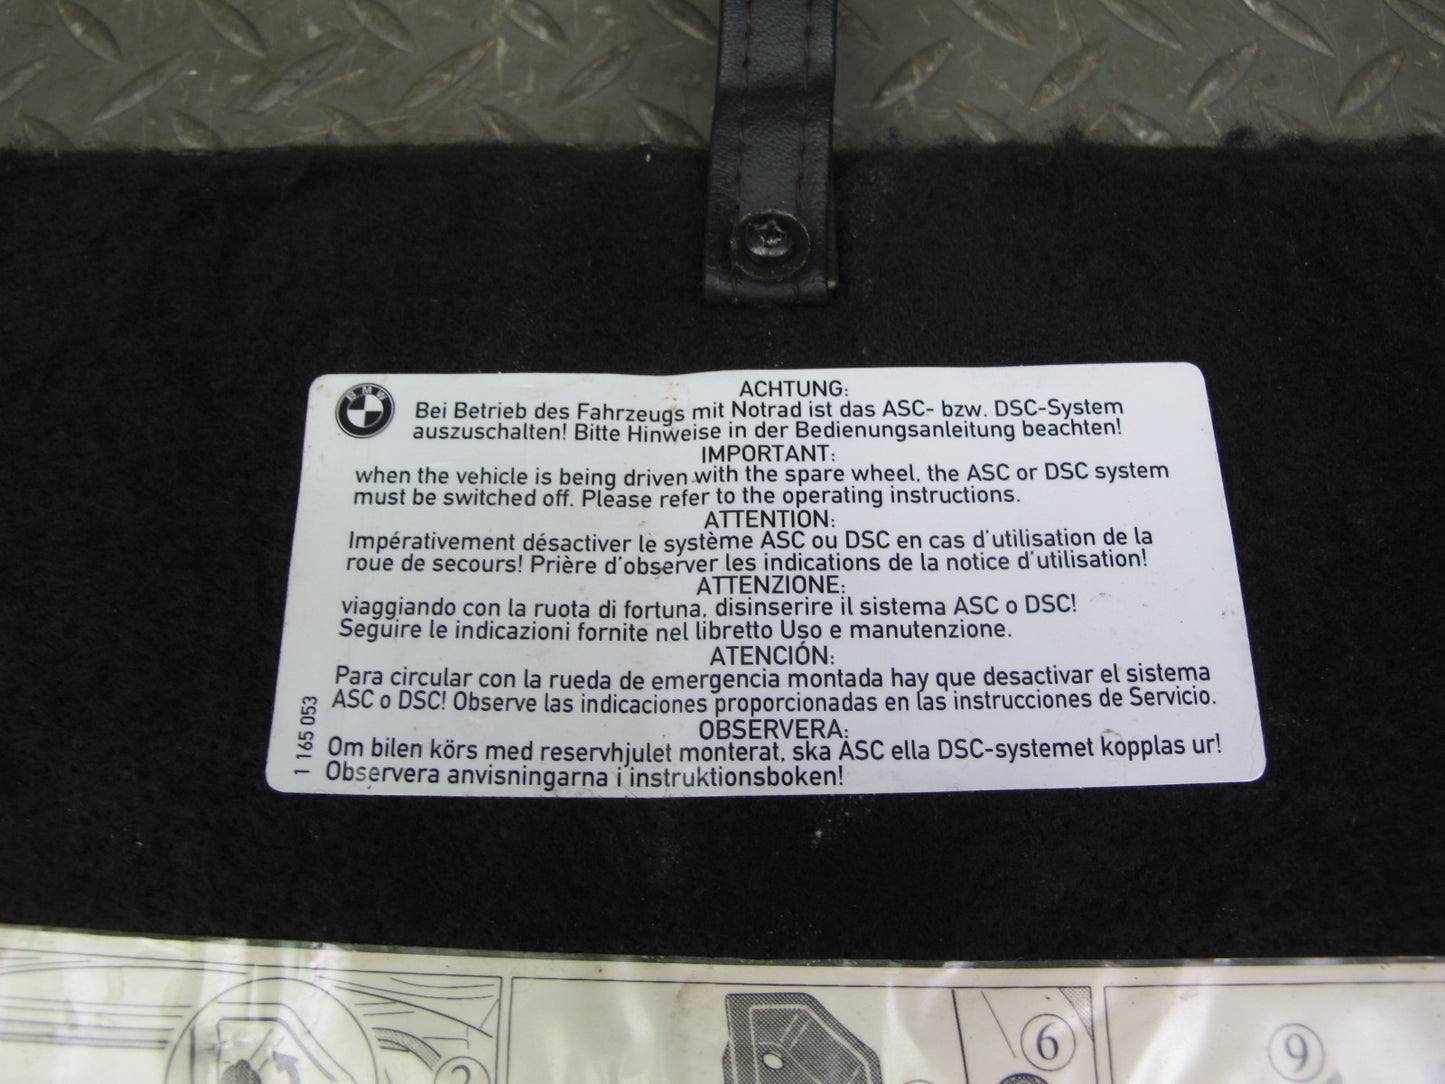 BMW
ACHTUNG:
Bei Betrieb des Fahrzeugs mit Notrad ist das ASC- bzw. DSC-System
auszuschalten! Bitte Hinweise in der Bedienungsanleitung beachten!
IMPORTANT:
when the vehicle is being driven with the spare wheel, the ASC or DSC system
must be switched off. Please refer to the operating instructions.
ATTENTION:
Impérativement désactiver le système ASC ou DSC en cas d'utilisation de la
roue de secours! Prière d'observer les indications de la notice d'utilisation!
ATTENZIONE:
viaggiando con la ruota di fortuna, disinserire il sistema ASC o DSC!
Seguire le indicazioni fornite nel libretto Uso e manutenzione.
ATENCIÓN:
Para circular con la rueda de emergencia montada hay que desactivar el sistema
ASC o DSC! Observe las indicaciones proporcionadas en las instrucciones de Servicio.
OBSERVERA:
Om bilen körs med reservhjulet monterat, ska ASC ella DSC-systemet kopplas ur!
Observera anvisningarna i instruktionsboken!
1 165 053
2
6
9